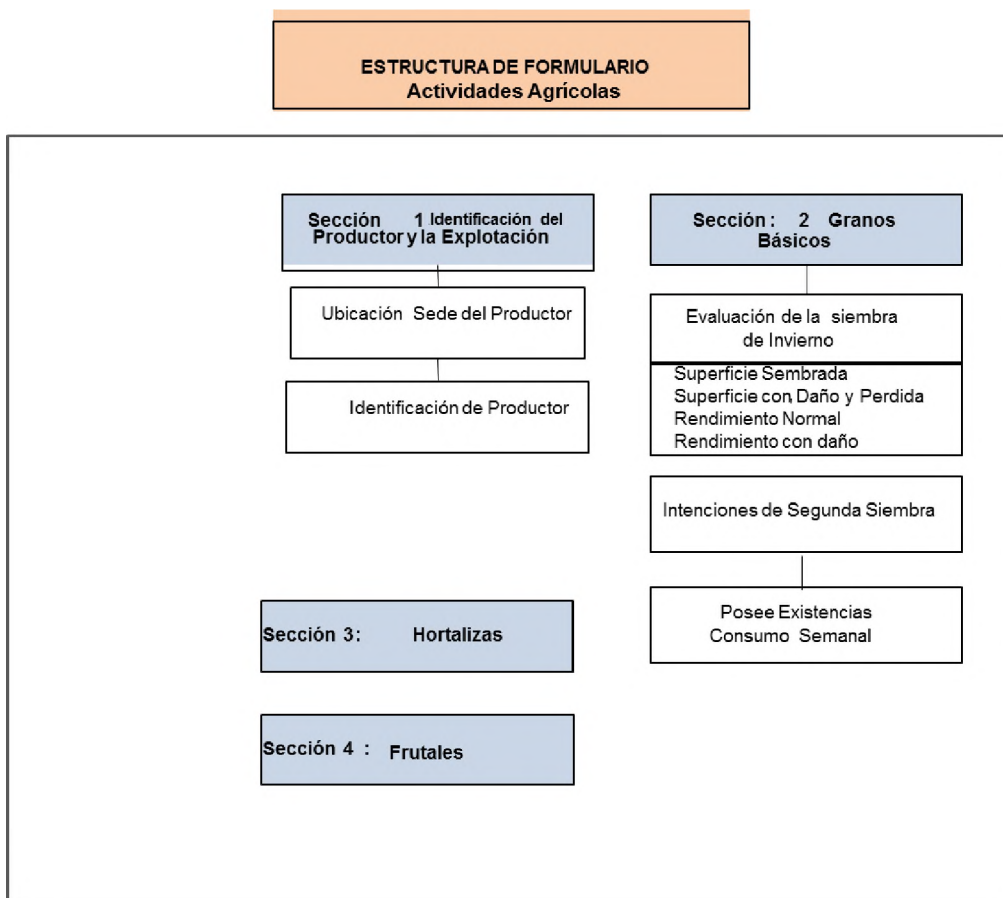 ESTRUCTURA DE FORMULARIO
Actividades Agrícolas
Sección 1 Identificación del
Productor y la Explotación
Ubicación Sede del Productor
Identificación de Productor
Sección : 2 Granos
Básicos
Evaluación de la siembra
de Invierno
Superficie Sembrada
Superficie con Daño y Perdida
Rendimiento Normal
Rendimiento con daño
Intenciones de Segunda Siembra
Posee Existencias
Consumo Semanal
Sección 3: Hortalizas
Sección 4 : Frutales